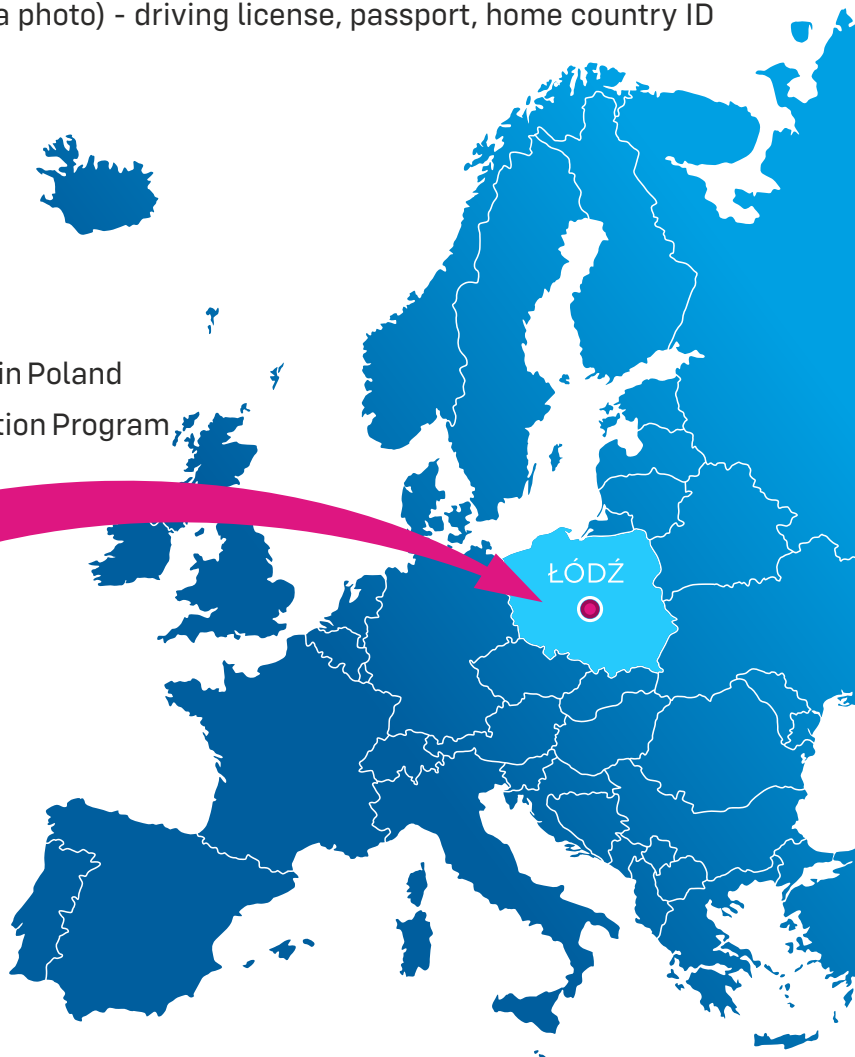 a photo) - driving license, passport, home country ID
in Poland
tion Program
ŁÓDŹ